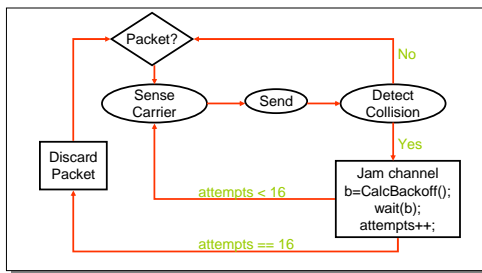 Packet?
No
Sense
Carrier
Send
Detect
Collision
Yes
Discard
Packet
Jam channel
b=CalcBackoff();
wait(b);
attempts++;
attempts < 16
attempts == 16